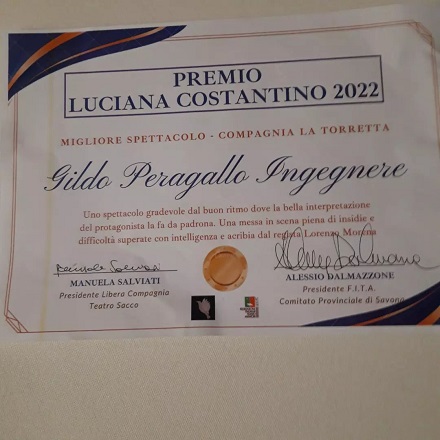 PREMIO
LUCIANA COSTANTINO 2022
MIGLIORE SPETTACOLO - COMPAGNIA LA TORRETTA
Gildo Peragallo Ingegnere
Uno spettacolo gradevole dal buon ritmo dove la bella interpretazione
del protagonista la fa da padrona. Una messa in scena piena di insidie e
difficoltà superate con intelligenza e acribia dal regista Lorenzo Morena
MANUELA SALVIATI
Presidente Libera Compagnia
Teatro Sacco
ALESSIO DALMAZZONE
Presidente F.I.T.A.
Comitato Provinciale di Savona